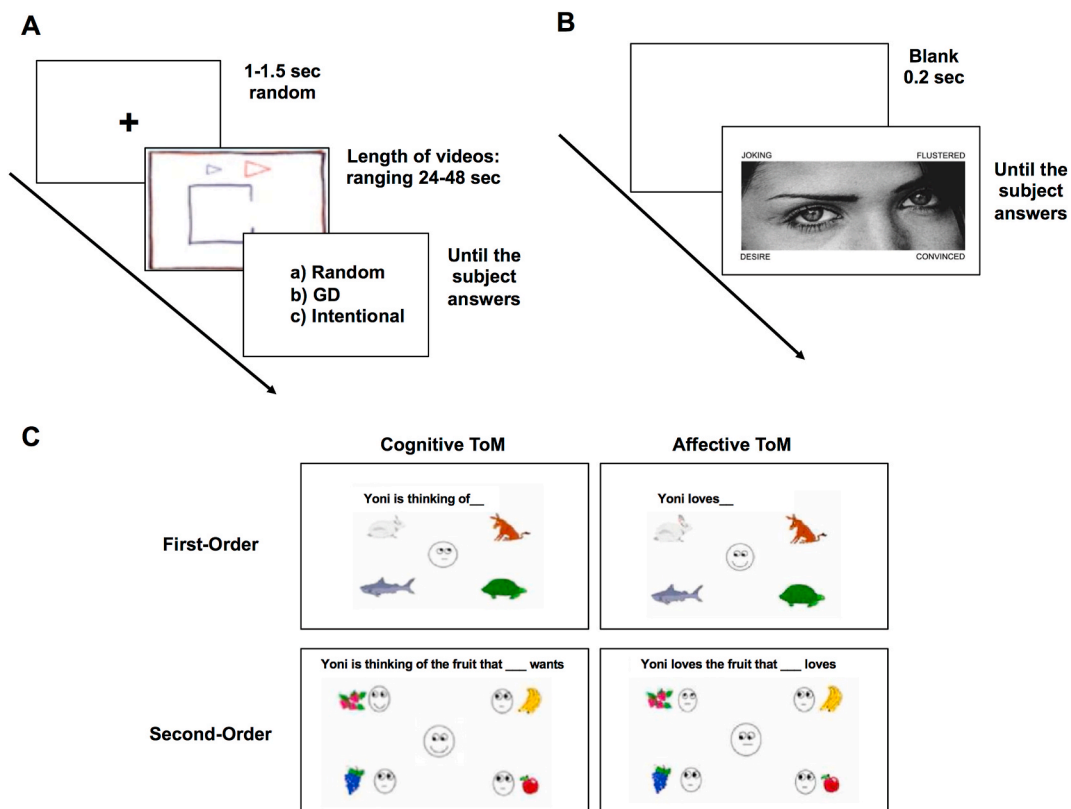 A
1-1.5 sec
random
+
Length of videos:
ranging 24-48 sec
a) Random
b) GD
c) Intentional
Until the
subject
answers
B
Blank
0.2 sec
JOKING FLUSTERED
DESIRE CONVINCED
Until the
subject
answers
C
Cognitive ToM Affective ToM
First-Order
Yoni is thinking of__
Yoni loves__
Second-Order
Yoni is thinking of the fruit that ___ wants
Yoni loves the fruit that ___ loves